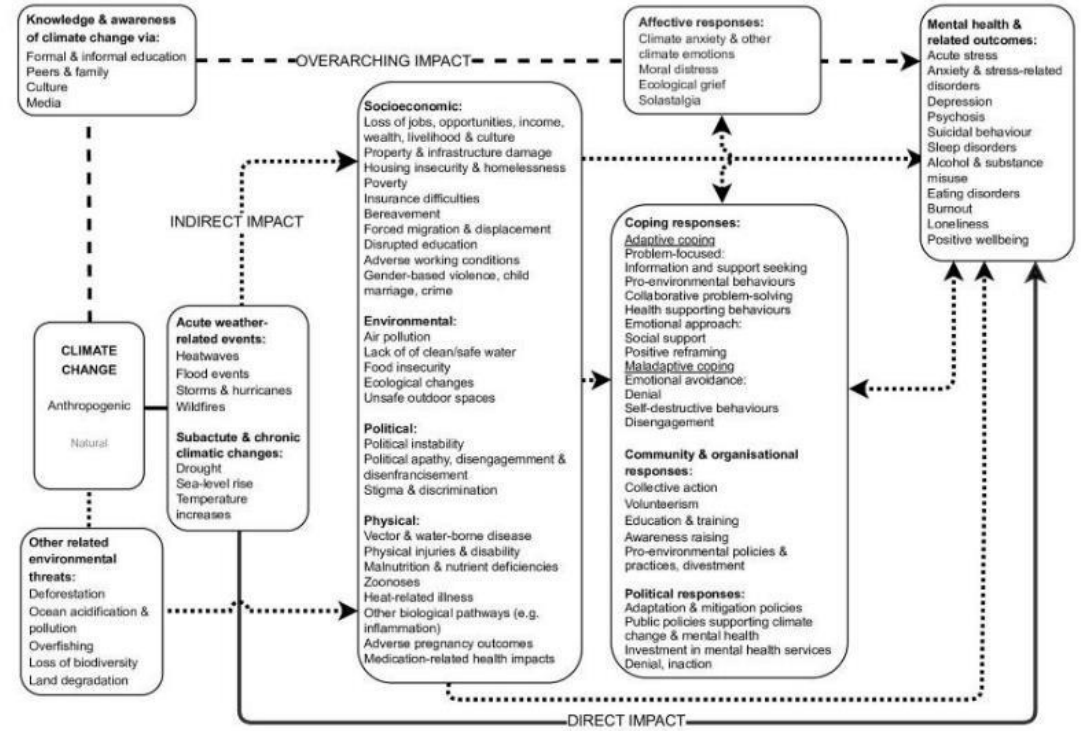 Knowledge & awareness
of climate change via:
Formal & informal education
Peers & family
Culture
Media
OVERARCHING IMPACT
Affective responses:
Climate anxiety & other
climate emotions
Moral distress
Ecological grief
Solastalgia
Mental health &
related outcomes:
Acute stress
Anxiety & stress-related
disorders
Depression
Psychosis
Suicidal behaviour
Sleep disorders
Alcohol & substance
misuse
Eating disorders
Burnout
Loneliness
Positive wellbeing
INDIRECT IMPACT
Socioeconomic:
Loss of jobs, opportunities, income,
wealth, livelihood & culture
Property & infrastructure damage
Housing insecurity & homelessness
Poverty
Insurance difficulties
Bereavement
Forced migration & displacement
Disrupted education
Adverse working conditions
Gender-based violence, child
marriage, crime
Environmental:
Air pollution
Lack of of clean/safe water
Food insecurity
Ecological changes
Unsafe outdoor spaces
Political:
Political instability
Political apathy, disengagemment &
disenfrancisement
Stigma & discrimination
Physical:
Vector & water-borne disease
Physical injuries & disability
Malnutrition & nutrient deficiencies
Zoonoses
Heat-related illness
Other biological pathways (e.g.
inflammation)
Adverse pregnancy outcomes
Medication-related health impacts
Coping responses:
Adaptive coping
Problem-focused:
Information and support seeking
Pro-environmental behaviours
Collaborative problem-solving
Health supporting behaviours
Emotional approach:
Social support
Positive reframing
Maladaptive coping
Emotional avoidance:
Denial
Self-destructive behaviours
Disengagement
Community & organisational
responses:
Collective action
Volunteerism
Education & training
Awareness raising
Pro-environmental policies &
practices, divestment
Political responses:
Adaptation & mitigation policies
Public policies supporting climate
change & mental health
Investment in mental health services
Denial, inaction
CLIMATE
CHANGE
Anthropogenic
Natural
Acute weather-
related events:
Heatwaves
Flood events
Storms & hurricanes
Wildfires
Subactute & chronic
climatic changes:
Drought
Sea-level rise
Temperature
increases
Other related
environmental
threats:
Deforestation
Ocean acidification &
pollution
Overfishing
Loss of biodiversity
Land degradation
DIRECT IMPACT